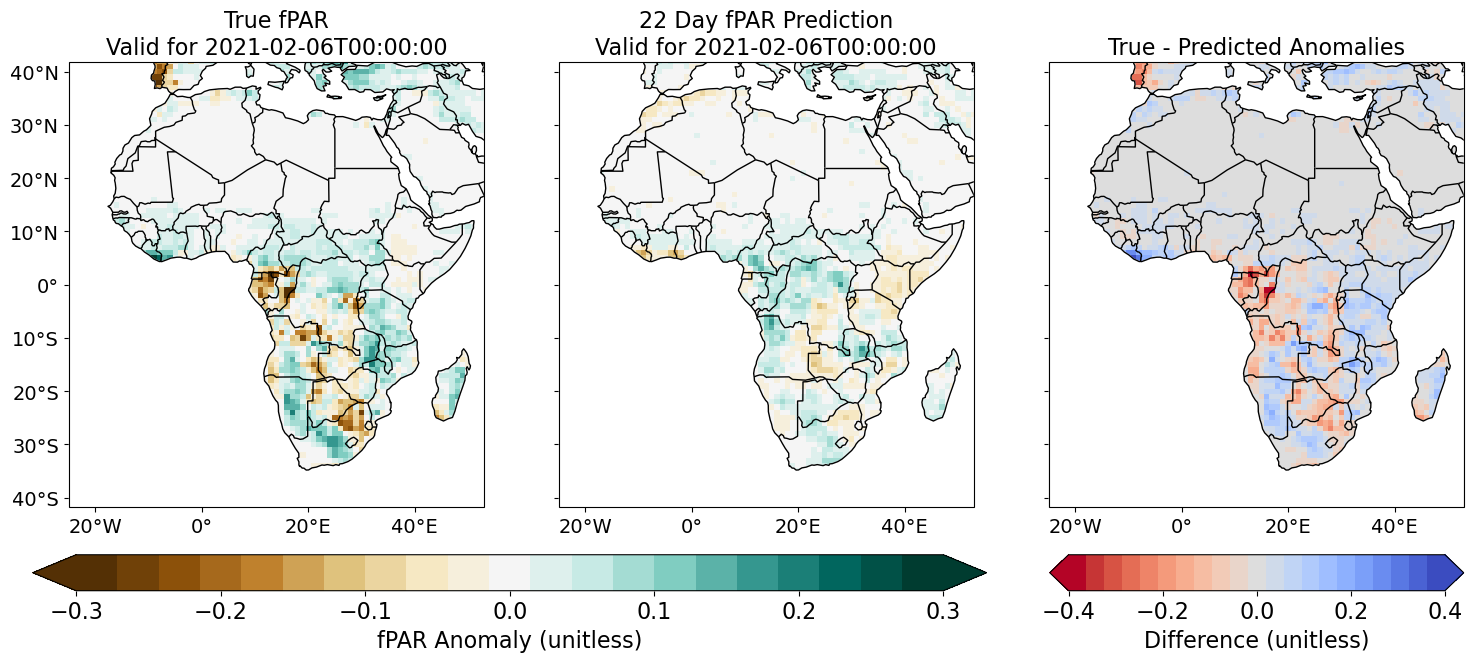 True fPAR
Valid for 2021-02-06T00:00:00
22 Day fPAR Prediction
Valid for 2021-02-06T00:00:00
True - Predicted Anomalies
40°N
30°N
20°N
10°N
0°
10°S
20°S
30°S
40°S
20°W 0° 20°E 40°E
20°W 0° 20°E 40°E
20°W 0° 20°E 40°E
−0.3 −0.2 −0.1 0.0 0.1 0.2 0.3
fPAR Anomaly (unitless)
−0.4 −0.2 0.0 0.2 0.4
Difference (unitless)